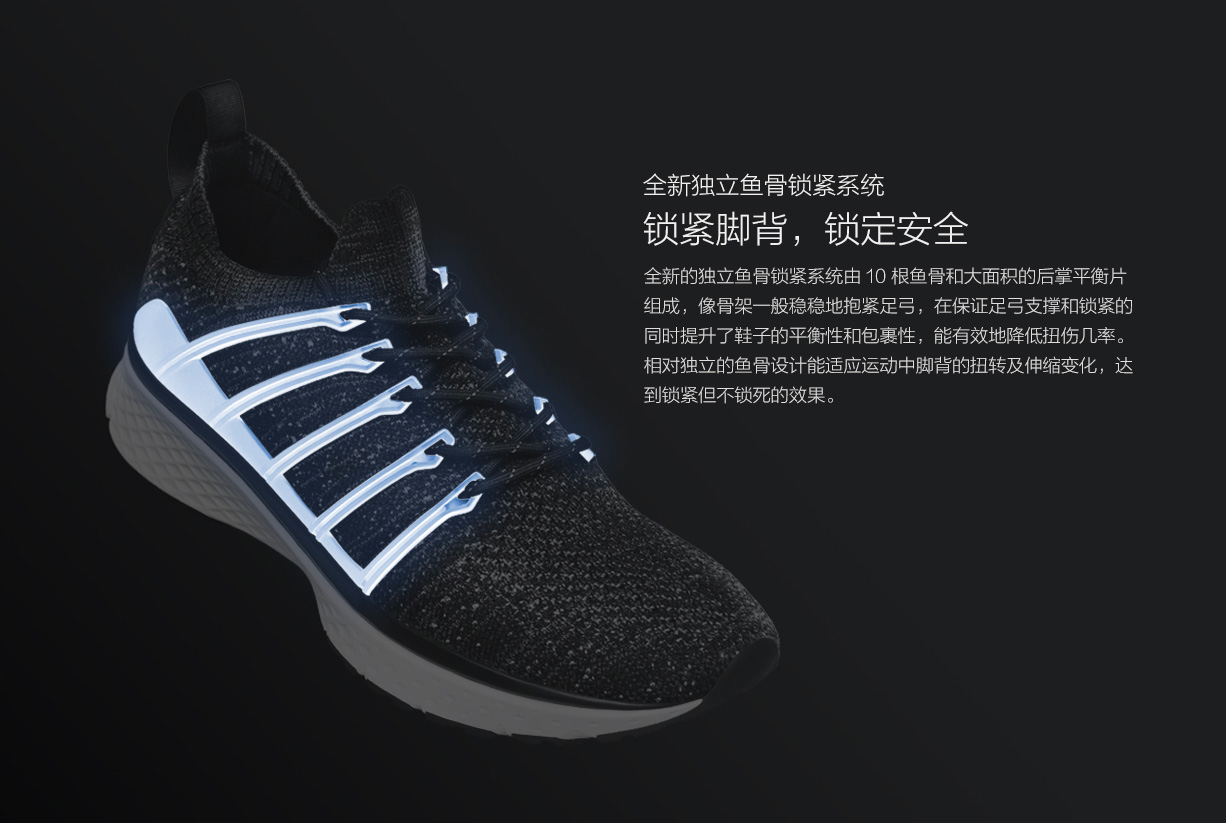 全新独立鱼骨锁紧系统
锁紧脚背，锁定安全
全新的独立鱼骨锁紧系统由 10 根鱼骨和大面积的后掌平衡片
组成，像骨架一般稳稳地抱紧足弓，在保证足弓支撑和锁紧的
同时提升了鞋子的平衡性和包裹性，能有效地降低扭伤几率。
相对独立的鱼骨设计能适应运动中脚背的扭转及伸缩变化，达
到锁紧但不锁死的效果。